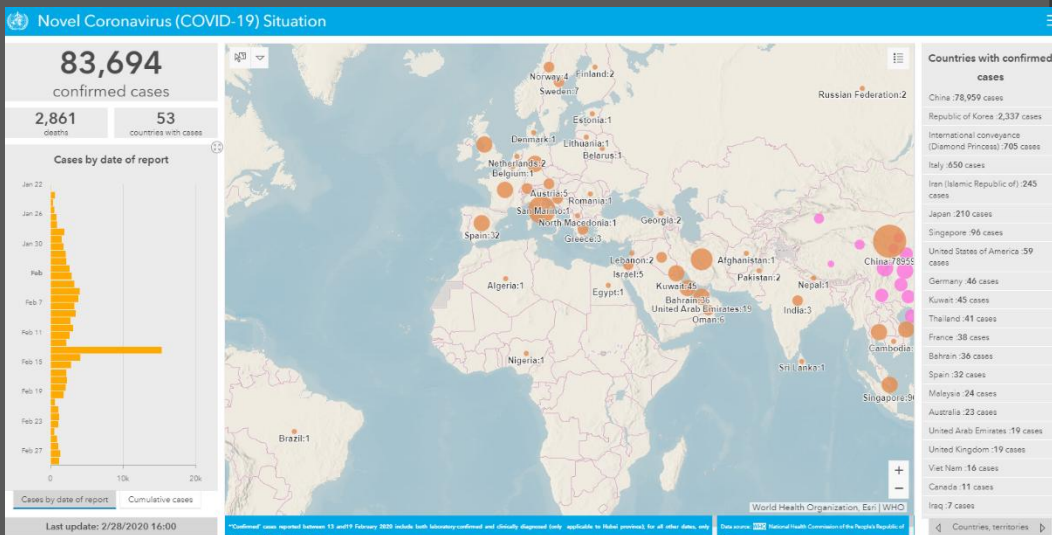 Novel Coronavirus (COVID-19) Situation
83,694
confirmed cases
2,861
deaths
53
countries with cases
Cases by date of report
Jan 22
Jan 26
Jan 30
Feb
Feb 7
Feb 11
Feb 15
Feb 19
Feb 23
Feb 27
0
10k
20k
Cases by date of report
Cumulative cases
Last update: 2/28/2020 16:00
Norway:4
Finland:2
Sweden:7
Russian Federation:2
Estonia:1
Denmark:1
Lithuania:1
Netherlands:2
Belarus:1
Belgium:1
Austria:5
Romania:1
San Marino:1
North Macedonia:1
Georgia:2
Spain:32
Greece:3
Lebanon:2
Afghanistan:1
China:78959
Israel:5
Pakistan:2
Algeria:1
Egypt:1
Kuwait:45
Nepal:1
Bahrain:36
United Arab Emirates:19
India:3
Oman:6
Cambodia:
Nigeria:1
Sri Lanka:1
Singapore:96
Brazil:1
+
−
World Health Organization, Esri | WHO
"Confirmed" cases reported between 13 and19 February 2020 include both laboratory-confirmed and clinically diagnosed (only applicable to Hubei province); for all other dates, only
Data source: WHO National Health Commission of the People's Republic of
Countries with confirmed
cases
China :78,959 cases
Republic of Korea :2,337 cases
International conveyance
(Diamond Princess) :705 cases
Italy :650 cases
Iran (Islamic Republic of) :245
cases
Japan :210 cases
Singapore :96 cases
United States of America :59
cases
Germany :46 cases
Kuwait :45 cases
Thailand :41 cases
France :38 cases
Bahrain :36 cases
Spain :32 cases
Malaysia :24 cases
Australia :23 cases
United Arab Emirates :19 cases
United Kingdom :19 cases
Viet Nam :16 cases
Canada :11 cases
Iraq :7 cases
Countries, territories